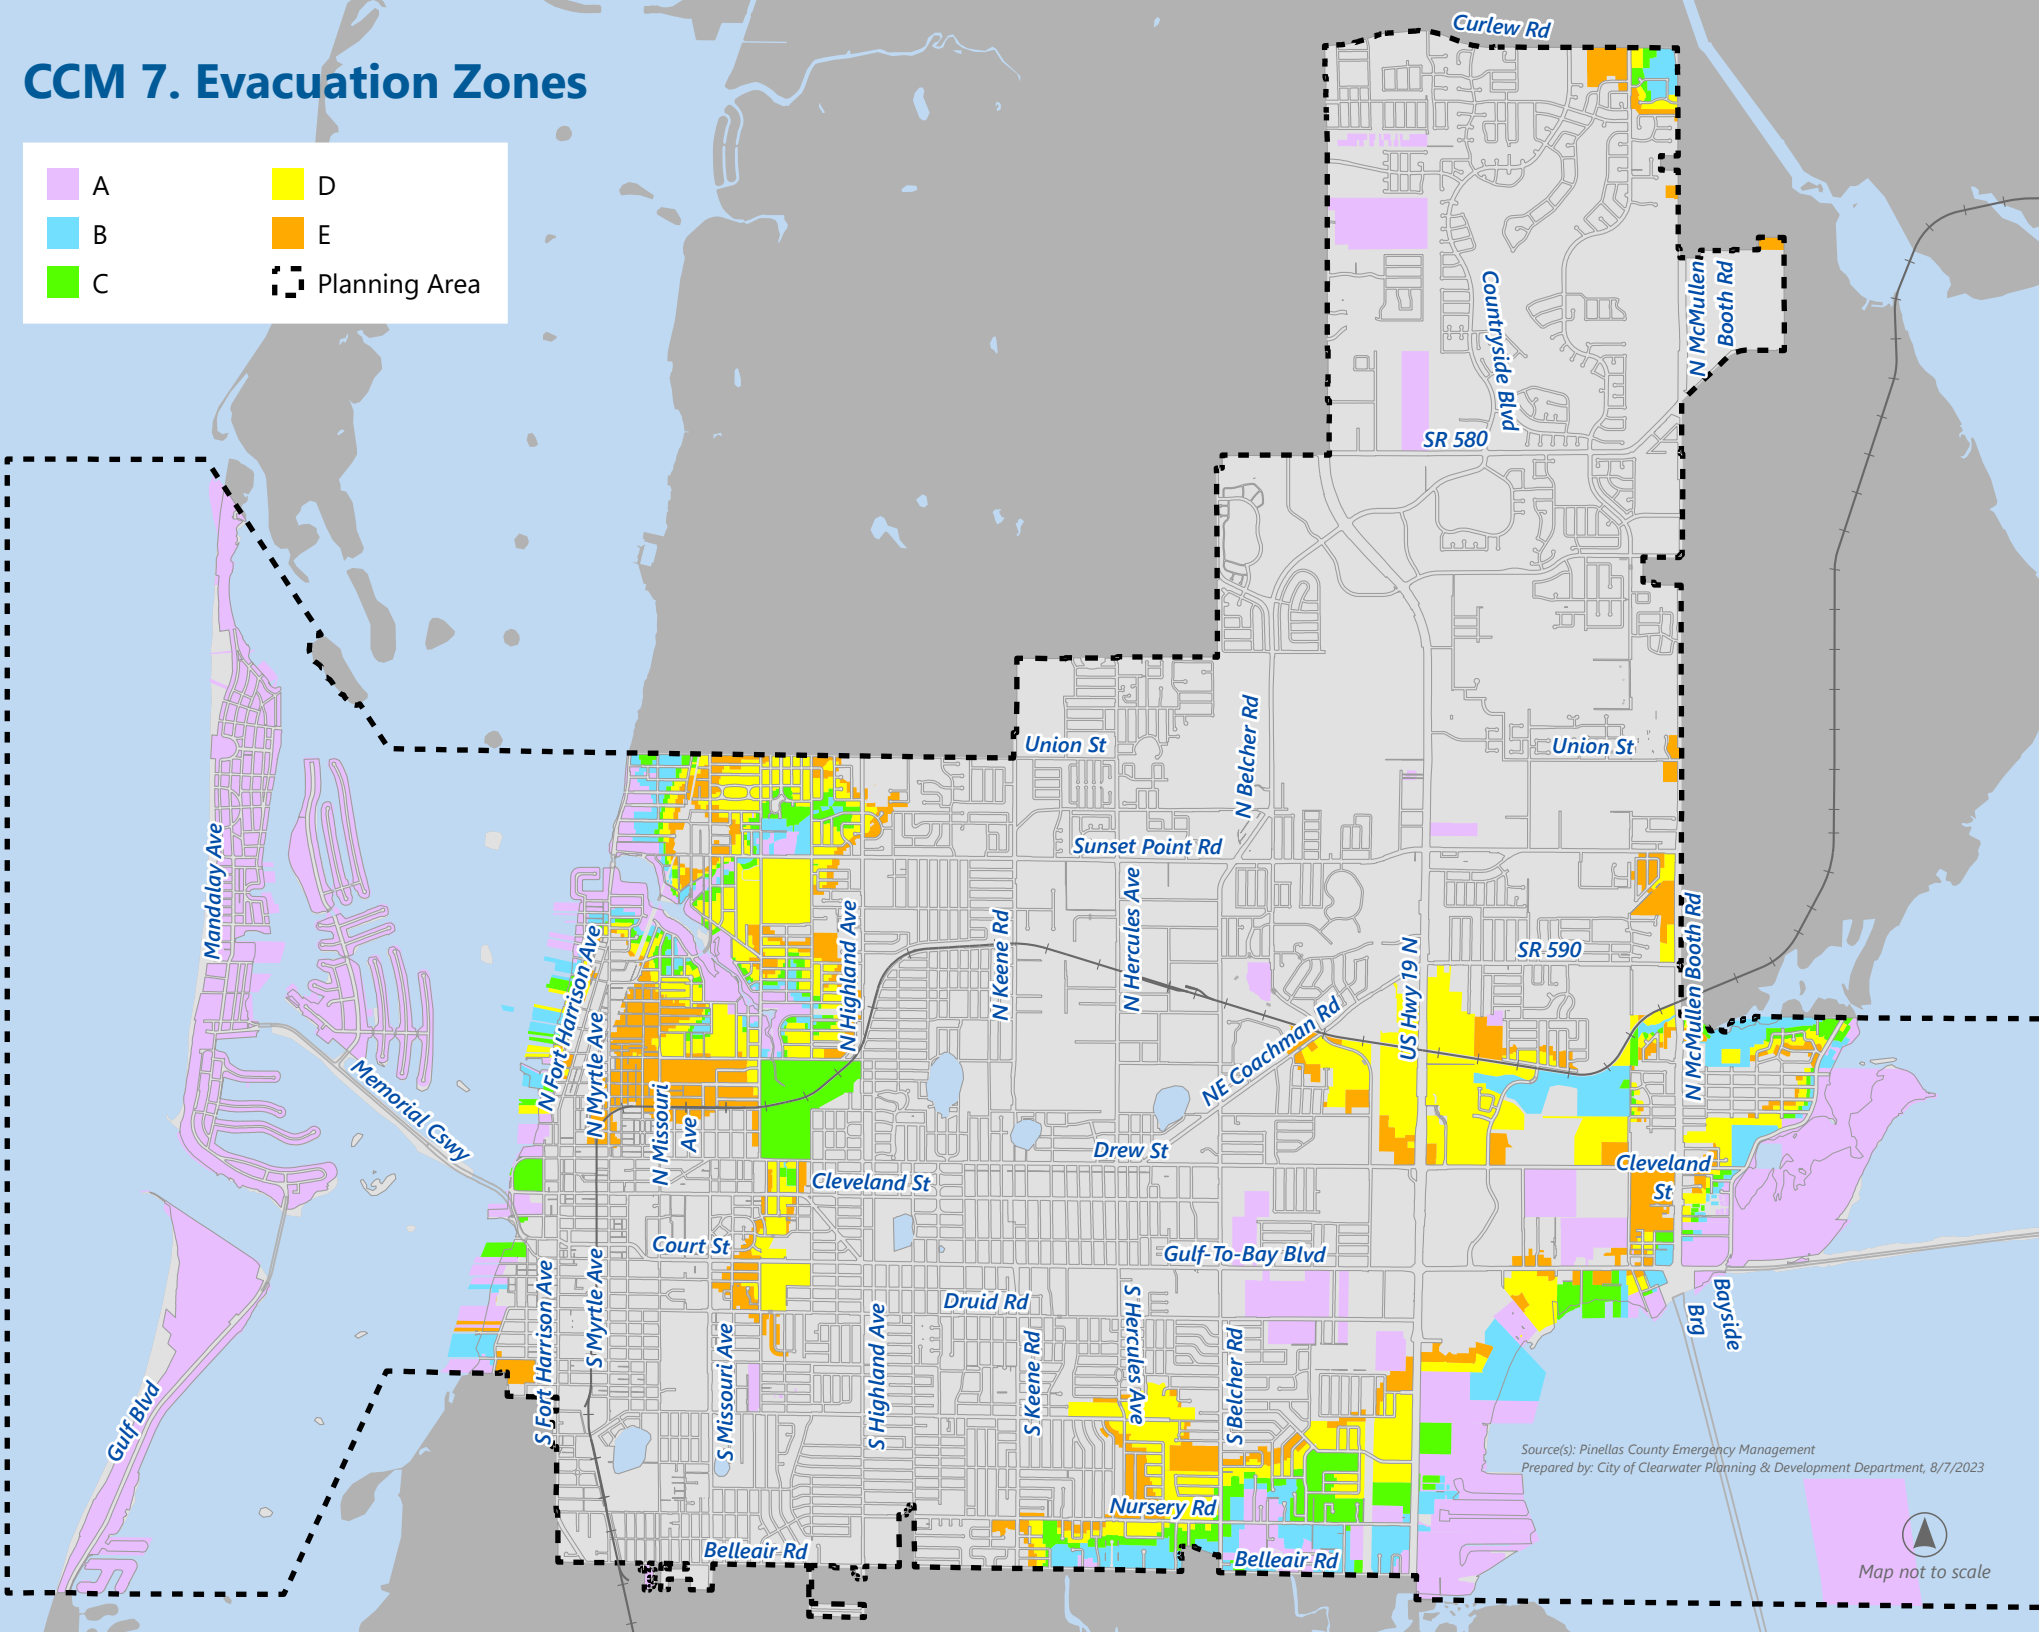 CCM 7. Evacuation Zones
A
B
C
D
E
Planning Area
Curlew Rd
Countryside Blvd
N McMullen
Booth Rd
SR 580
N Belcher Rd
Union St
Union St
Sunset Point Rd
Mandalay Ave
N Highland Ave
N Keene Rd
N Hercules Ave
SR 590
US Hwy 19 N
N McMullen Booth Rd
N Fort Harrison Ave
N Myrtle Ave
NE Coachman Rd
Memorial Cswy
N Missouri
Ave
Drew St
Cleveland St
Cleveland
St
Court St
Gulf-To-Bay Blvd
Druid Rd
S Fort Harrison Ave
S Myrtle Ave
S Missouri Ave
S Highland Ave
S Keene Rd
S Hercules Ave
S Belcher Rd
Bayside
Brg
Gulf Blvd
Nursery Rd
Belleair Rd
Belleair Rd
Source(s): Pinellas County Emergency Management
Prepared by: City of Clearwater Planning & Development Department, 8/7/2023
Map not to scale